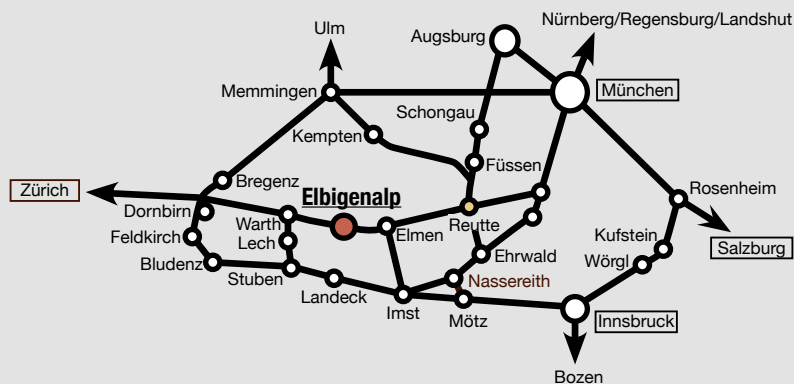 Nürnberg/Regensburg/Landshut
Ulm
Augsburg
Memmingen
München
Schongau
Kempten
Füssen
Bregenz
Zürich
Elbigenalp
Rosenheim
Dornbirn
Warth
Reutte
Elmen
Feldkirch
Lech
Ehrwald
Kufstein
Salzburg
Bludenz
Wörgl
Stuben
Nassereith
Landeck
Imst
Mötz
Innsbruck
Bozen